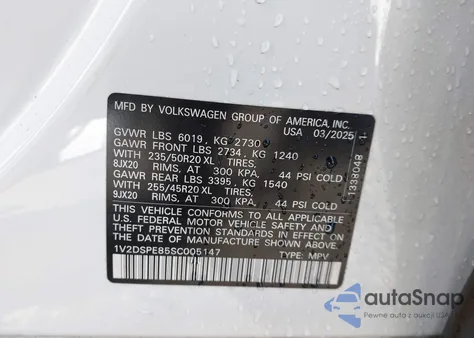 MFD BY VOLKSWAGEN GROUP OF AMERICA, INC.
USA 03/2025
GVWR LBS 6019, KG 2730
GAWR FRONT LBS 2734, KG 1240
WITH 235/50R20 XL TIRES,
8JX20 RIMS, AT 300 KPA, 44 PSI COLD
GAWR REAR LBS 3395, KG 1540
WITH 255/45R20 XL TIRES,
9JX20 RIMS, AT 300 KPA, 44 PSI COLD
THIS VEHICLE CONFORMS TO ALL APPLICABLE
U.S. FEDERAL MOTOR VEHICLE SAFETY AND
THEFT PREVENTION STANDARDS IN EFFECT ON
THE DATE OF MANUFACTURE SHOWN ABOVE.
1V2DSPE85SC005147 TYPE: MPV
autoSnap
Pewne auta z USA